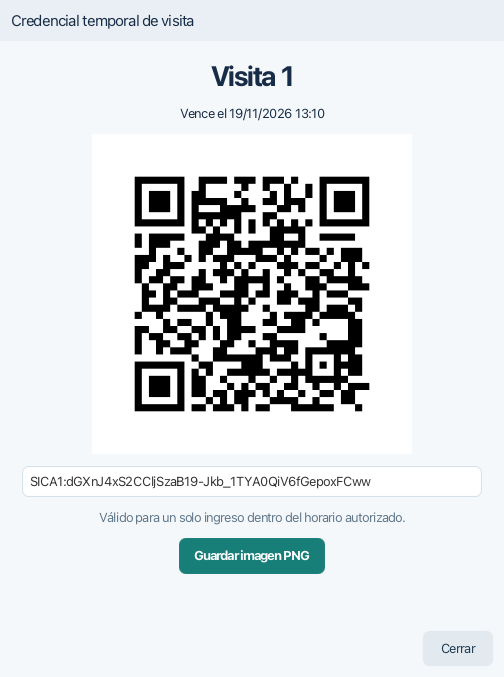 Credencial temporal de visita
Visita 1
Vence el 19/11/2026 13:10
SICA1:dGXnJ4xS2CCljSzaB19-Jkb_1TYA0QiV6fGepoxFCww
Válido para un solo ingreso dentro del horario autorizado.
Guardar imagen PNG
Cerrar